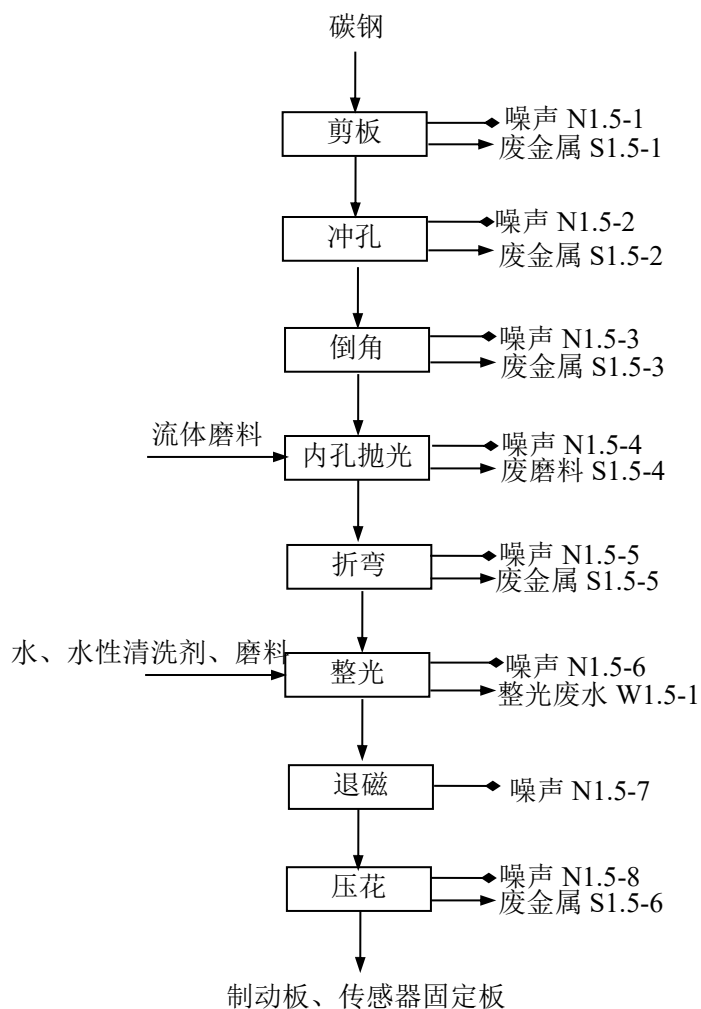 碳钢
剪板
噪声 N1.5-1
废金属 S1.5-1
冲孔
噪声 N1.5-2
废金属 S1.5-2
倒角
噪声 N1.5-3
废金属 S1.5-3
流体磨料
内孔抛光
噪声 N1.5-4
废磨料 S1.5-4
折弯
噪声 N1.5-5
废金属 S1.5-5
水、水性清洗剂、磨料
整光
噪声 N1.5-6
整光废水 W1.5-1
退磁
噪声 N1.5-7
压花
噪声 N1.5-8
废金属 S1.5-6
制动板、传感器固定板